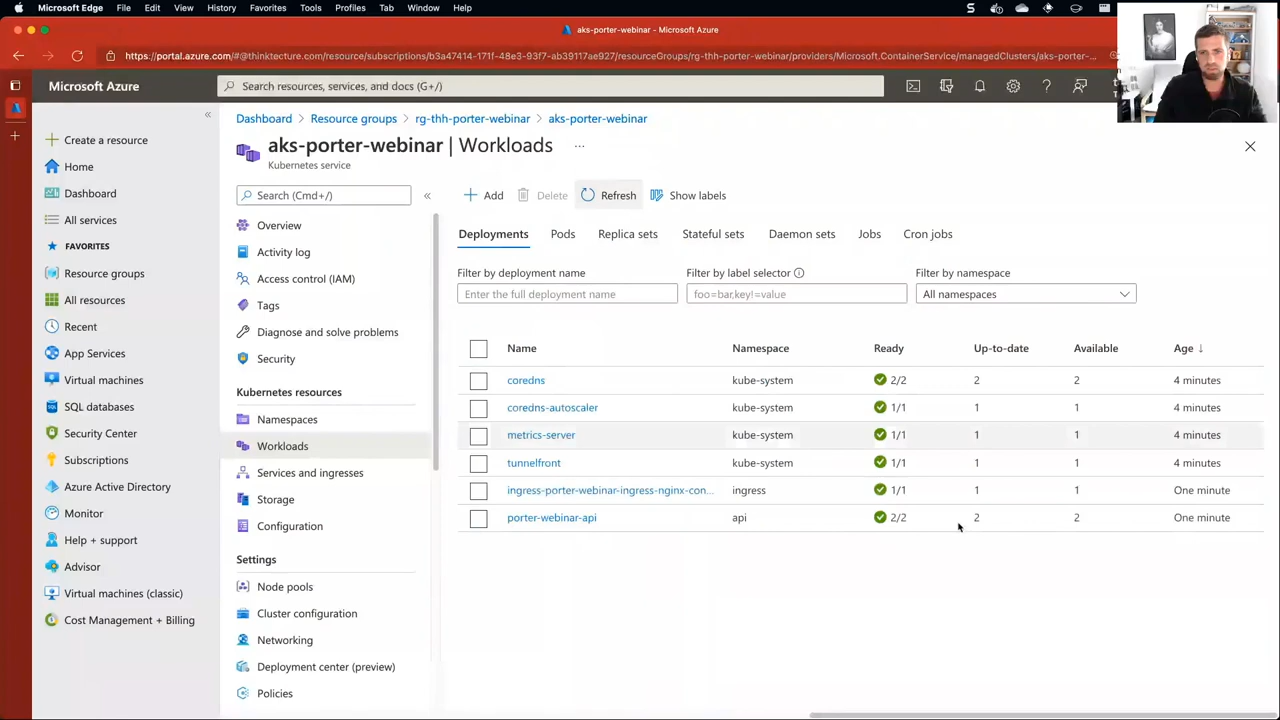 Microsoft Edge File Edit View History Favorites Tools Profiles Tab Window Help
aks-porter-webinar - Microsoft Azure
https://portal.azure.com/#@thinktecture.com/resource/subscriptions/b3a47414-171f-48e3-93f7-ab39117ae927/resourceGroups/rg-thh-porter-webinar/providers/Microsoft.ContainerService/managedClusters/aks-porter-...
Microsoft Azure
Search resources, services, and docs (G+/)
Create a resource
Home
Dashboard
All services
FAVORITES
Resource groups
All resources
Recent
App Services
Virtual machines
SQL databases
Security Center
Subscriptions
Azure Active Directory
Monitor
Help + support
Advisor
Virtual machines (classic)
Cost Management + Billing
Dashboard > Resource groups > rg-thh-porter-webinar > aks-porter-webinar
aks-porter-webinar | Workloads ...
Kubernetes service
Search (Cmd+/)
Overview
Activity log
Access control (IAM)
Tags
Diagnose and solve problems
Security
Kubernetes resources
Namespaces
Workloads
Services and ingresses
Storage
Configuration
Settings
Node pools
Cluster configuration
Networking
Deployment center (preview)
Policies
Add Delete Refresh Show labels
Deployments Pods Replica sets Stateful sets Daemon sets Jobs Cron jobs
Filter by deployment name Filter by label selector Filter by namespace
Enter the full deployment name foo=bar,key!=value All namespaces
Name Namespace Ready Up-to-date Available Age ↓
coredns kube-system 2/2 2 2 4 minutes
coredns-autoscaler kube-system 1/1 1 1 4 minutes
metrics-server kube-system 1/1 1 1 4 minutes
tunnelfront kube-system 1/1 1 1 4 minutes
ingress-porter-webinar-ingress-nginx-con... ingress 1/1 1 1 One minute
porter-webinar-api api 2/2 2 2 One minute